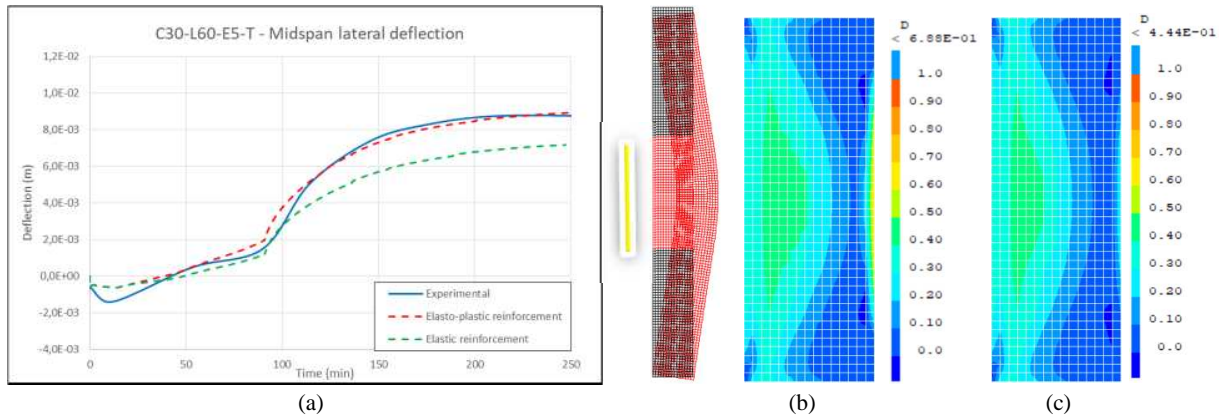 C30-L60-E5-T - Midspan lateral deflection
1,2E-02
1,0E-02
8,0E-03
6,0E-03
4,0E-03
2,0E-03
0,0E+00
-2,0E-03
-4,0E-03
Deflection (m)
0 50 100 150 200 250
Time (min)
Experimental
Elasto-plastic reinforcement
Elastic reinforcement
D
< 6.88E-01
1.0
0.90
0.80
0.70
0.60
0.50
0.40
0.30
0.20
0.10
0.0
D
< 4.44E-01
1.0
0.90
0.80
0.70
0.60
0.50
0.40
0.30
0.20
0.10
0.0
(a) (b) (c)